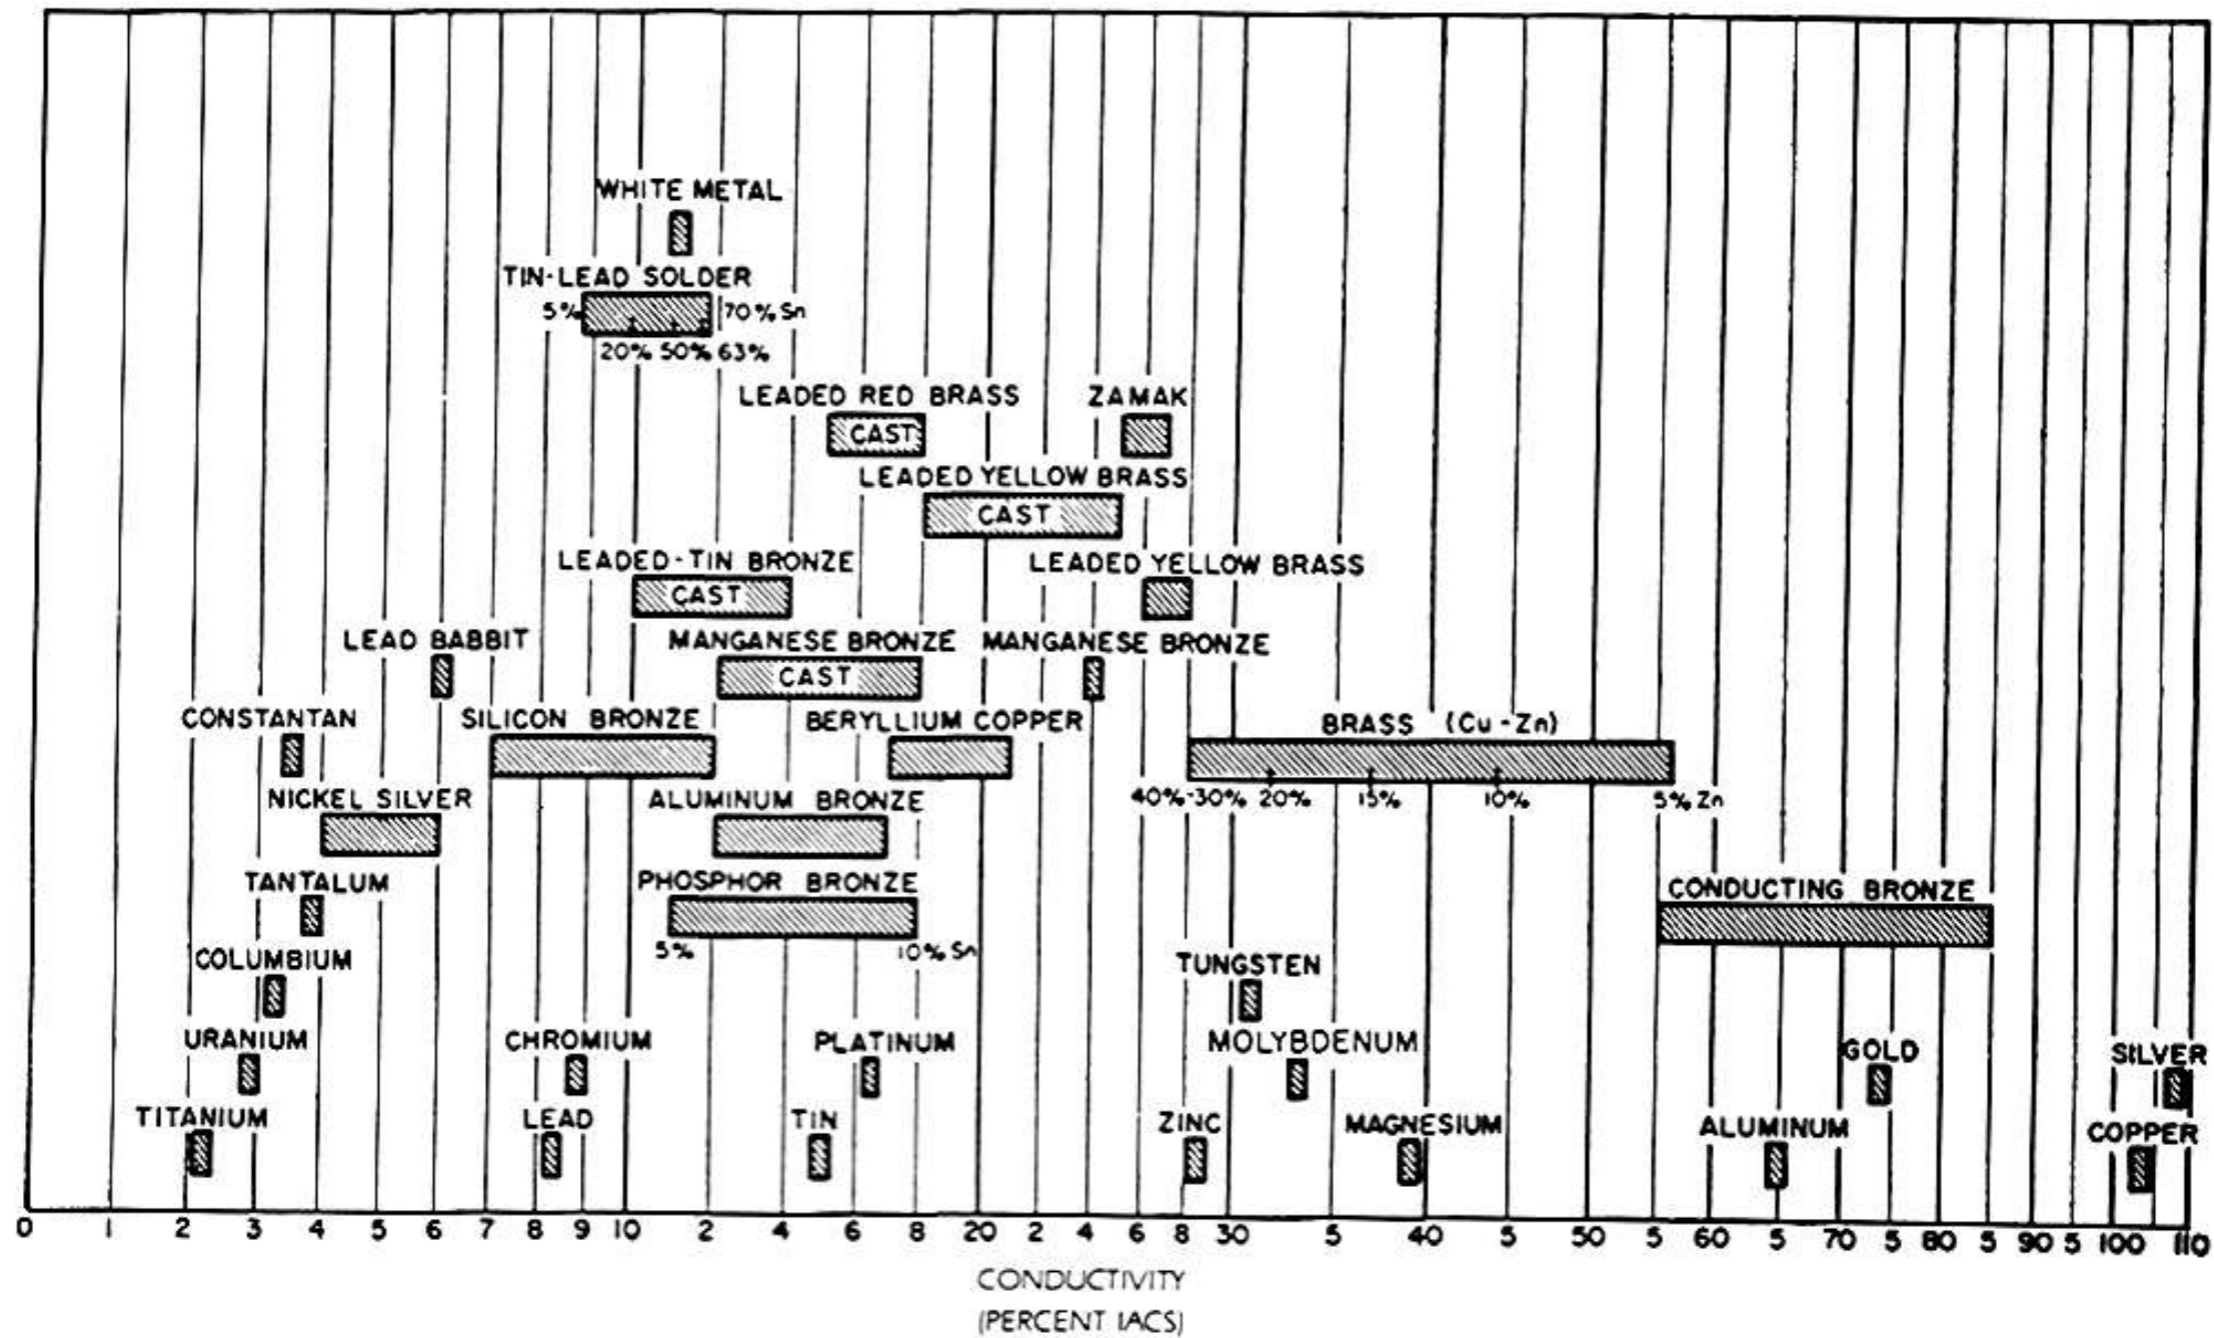 WHITE METAL
TIN-LEAD SOLDER
5% 70% Sn
20% 50% 63%
LEADED RED BRASS ZAMAK
CAST
LEADED YELLOW BRASS
CAST
LEADED-TIN BRONZE LEADED YELLOW BRASS
CAST
LEAD BABBIT MANGANESE BRONZE MANGANESE BRONZE
CAST
CONSTANTAN SILICON BRONZE BERYLLIUM COPPER BRASS (Cu-Zn)
NICKEL SILVER ALUMINUM BRONZE 40%-30% 20% 15% 10% 5% Zn
TANTALUM PHOSPHOR BRONZE CONDUCTING BRONZE
5% 10% Sn
COLUMBIUM TUNGSTEN
URANIUM CHROMIUM PLATINUM MOLYBDENUM GOLD SILVER
TITANIUM LEAD TIN ZINC MAGNESIUM ALUMINUM COPPER
0 1 2 3 4 5 6 7 8 9 10 2 4 6 8 20 2 4 6 8 30 5 40 5 50 5 60 5 70 5 80 5 90 5 100 110
CONDUCTIVITY
(PERCENT IACS)